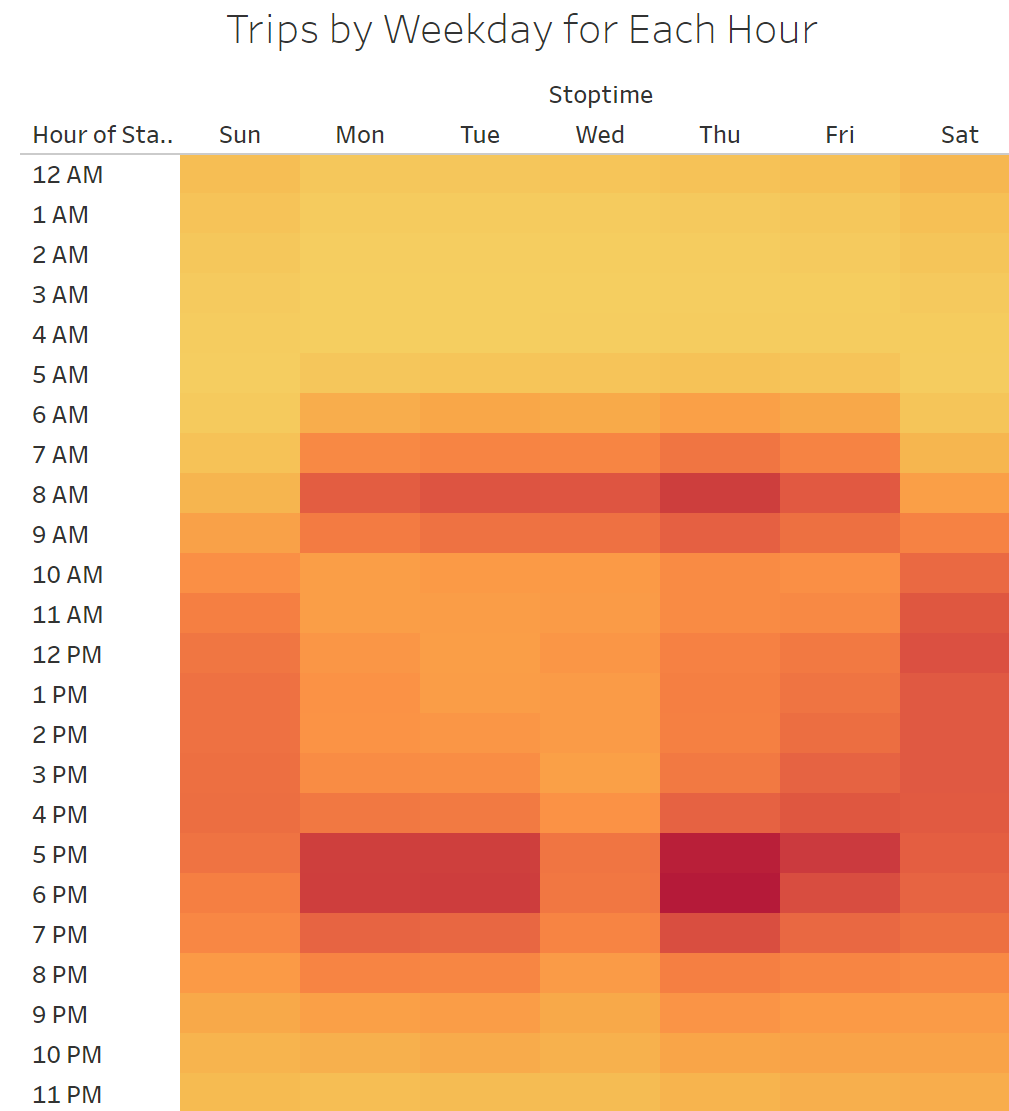 Trips by Weekday for Each Hour
Stoptime
Hour of Sta.. Sun Mon Tue Wed Thu Fri Sat
12 AM
1 AM
2 AM
3 AM
4 AM
5 AM
6 AM
7 AM
8 AM
9 AM
10 AM
11 AM
12 PM
1 PM
2 PM
3 PM
4 PM
5 PM
6 PM
7 PM
8 PM
9 PM
10 PM
11 PM